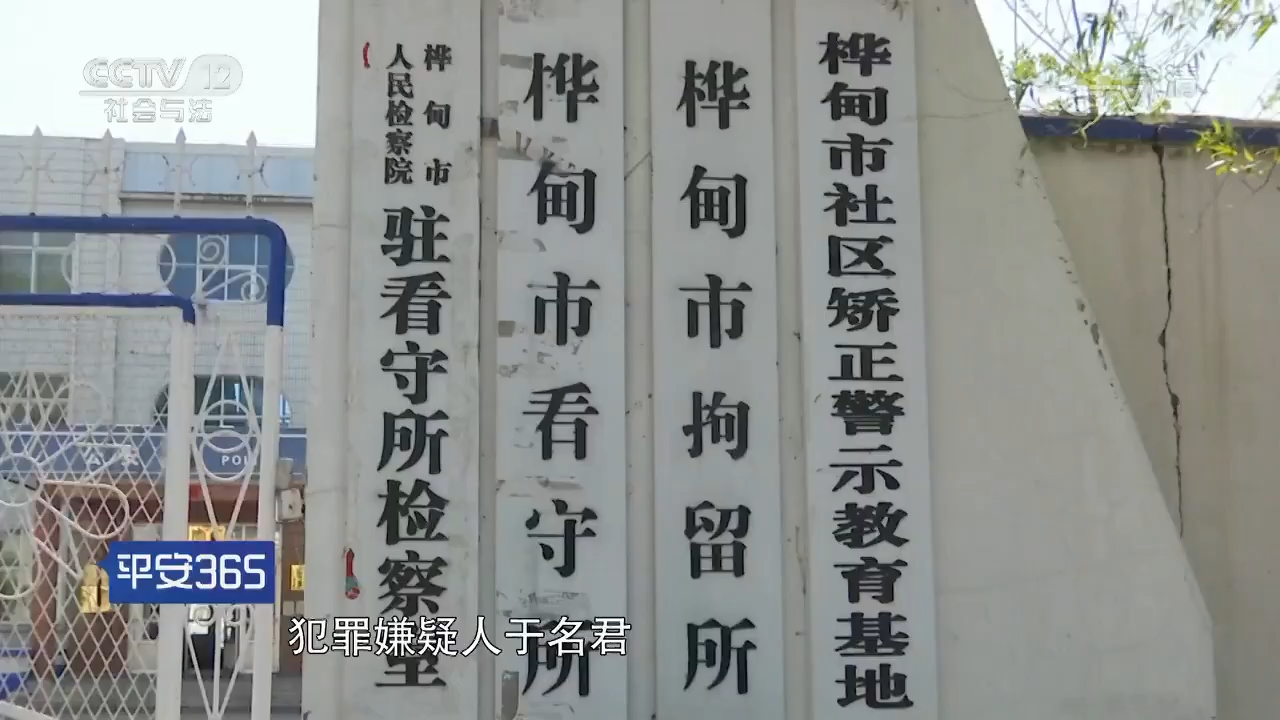 CCTV 12
社会与法
桦甸市
人民检察院
驻看守所检察室
桦甸市看守所
桦甸市拘留所
桦甸市社区矫正警示教育基地
公安
POL
平安365
犯罪嫌疑人于名君